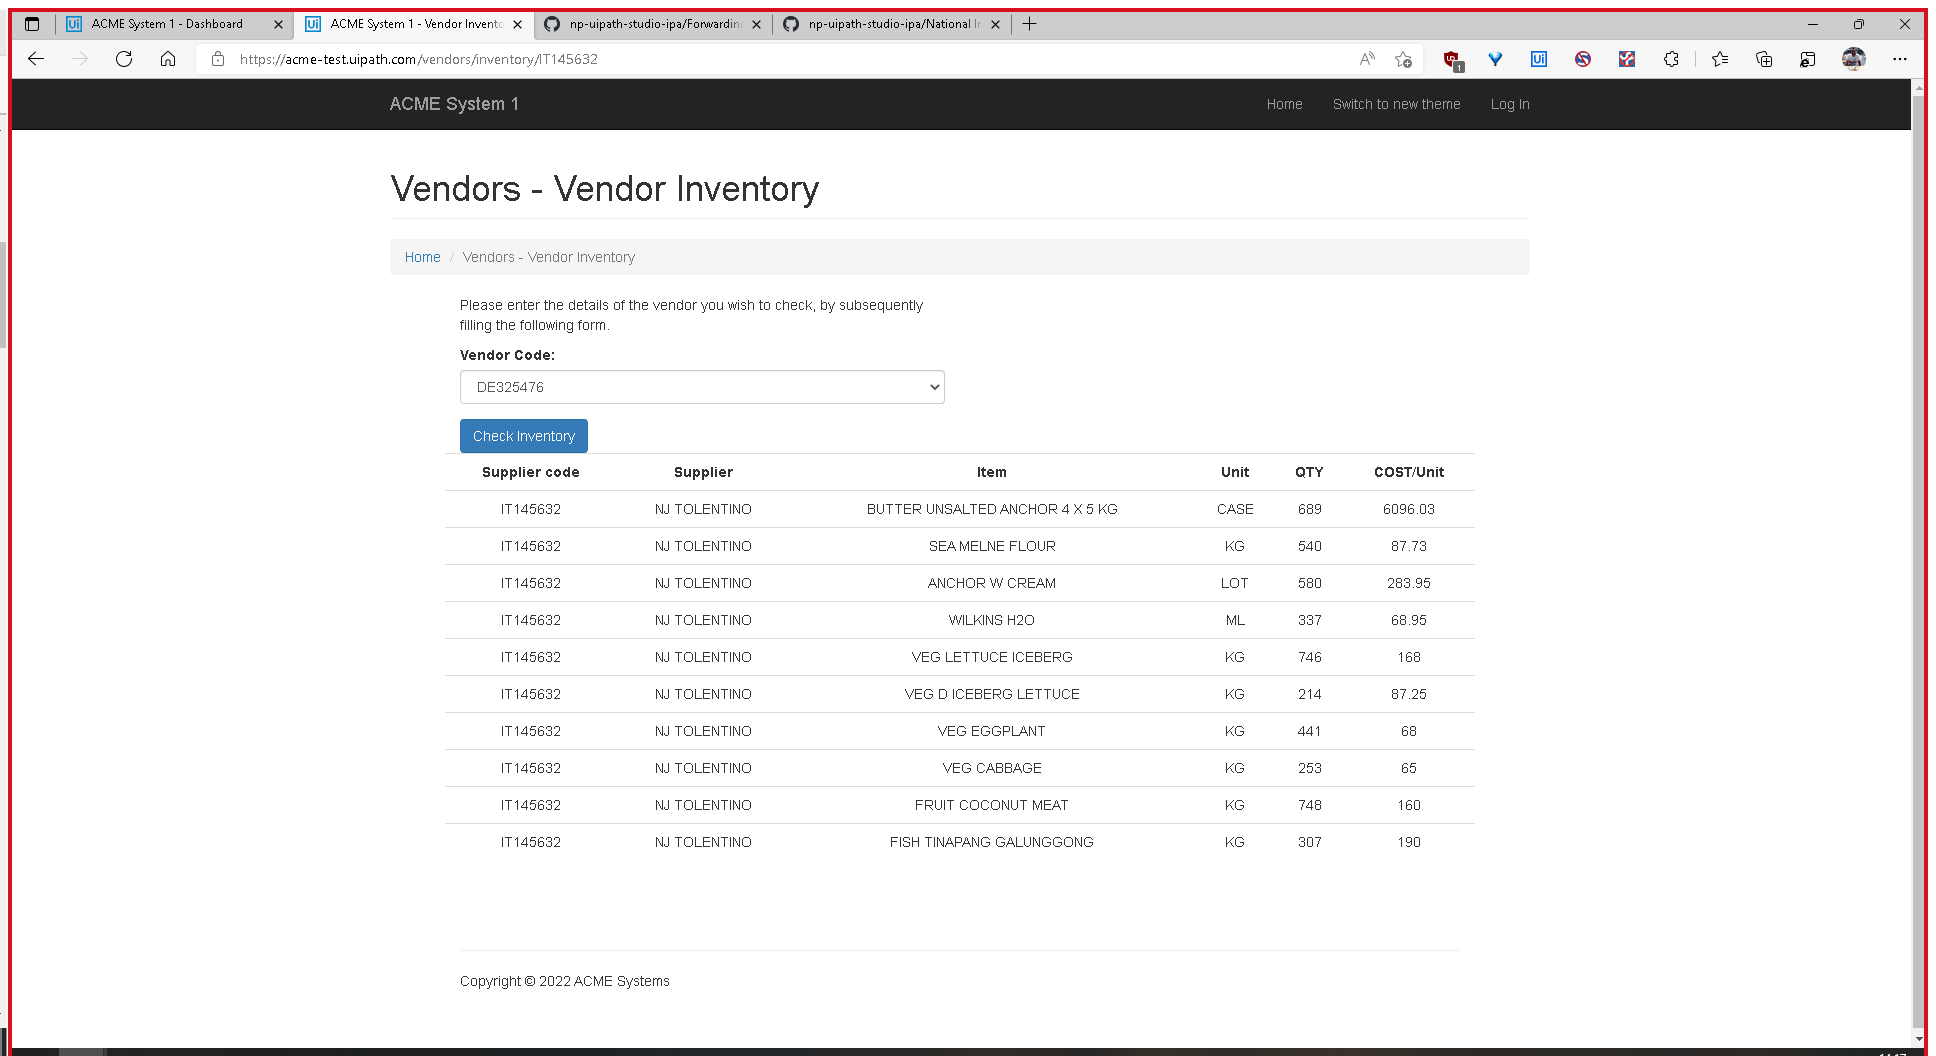 ACME System 1 - Dashboard
ACME System 1 - Vendor Invento
np-uipath-studio-ipa/Forwarding
np-uipath-studio-ipa/National I
https://acme-test.uipath.com/vendors/inventory/IT145632
ACME System 1
Home Switch to new theme Log In
Vendors - Vendor Inventory
Home / Vendors - Vendor Inventory
Please enter the details of the vendor you wish to check, by subsequently
filling the following form.
Vendor Code:
DE325476
Check Inventory
Supplier code Supplier Item Unit QTY COST/Unit
IT145632 NJ TOLENTINO BUTTER UNSALTED ANCHOR 4 X 5 KG CASE 689 6096.03
IT145632 NJ TOLENTINO SEA MELNE FLOUR KG 540 87.73
IT145632 NJ TOLENTINO ANCHOR W CREAM LOT 580 283.95
IT145632 NJ TOLENTINO WILKINS H2O ML 337 68.95
IT145632 NJ TOLENTINO VEG LETTUCE ICEBERG KG 746 168
IT145632 NJ TOLENTINO VEG D ICEBERG LETTUCE KG 214 87.25
IT145632 NJ TOLENTINO VEG EGGPLANT KG 441 68
IT145632 NJ TOLENTINO VEG CABBAGE KG 253 65
IT145632 NJ TOLENTINO FRUIT COCONUT MEAT KG 748 160
IT145632 NJ TOLENTINO FISH TINAPANG GALUNGGONG KG 307 190
Copyright © 2022 ACME Systems